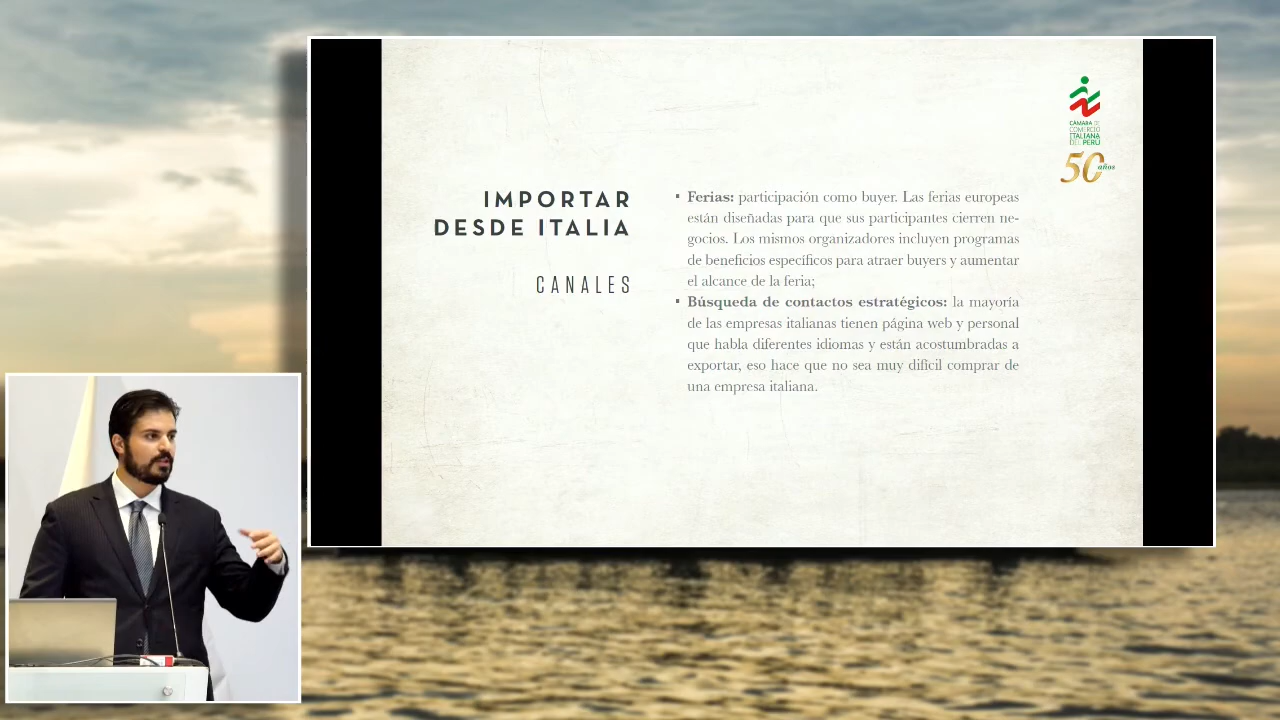 IMPORTAR
DESDE ITALIA
CANALES
▪ Ferias: participación como buyer. Las ferias europeas
están diseñadas para que sus participantes cierren ne-
gocios. Los mismos organizadores incluyen programas
de beneficios específicos para atraer buyers y aumentar
el alcance de la feria;
▪ Búsqueda de contactos estratégicos: la mayoría
de las empresas italianas tienen página web y personal
que habla diferentes idiomas y están acostumbradas a
exportar, eso hace que no sea muy difícil comprar de
una empresa italiana.
CÁMARA DE
COMERCIO
ITALIANA
DEL PERÚ
50 años